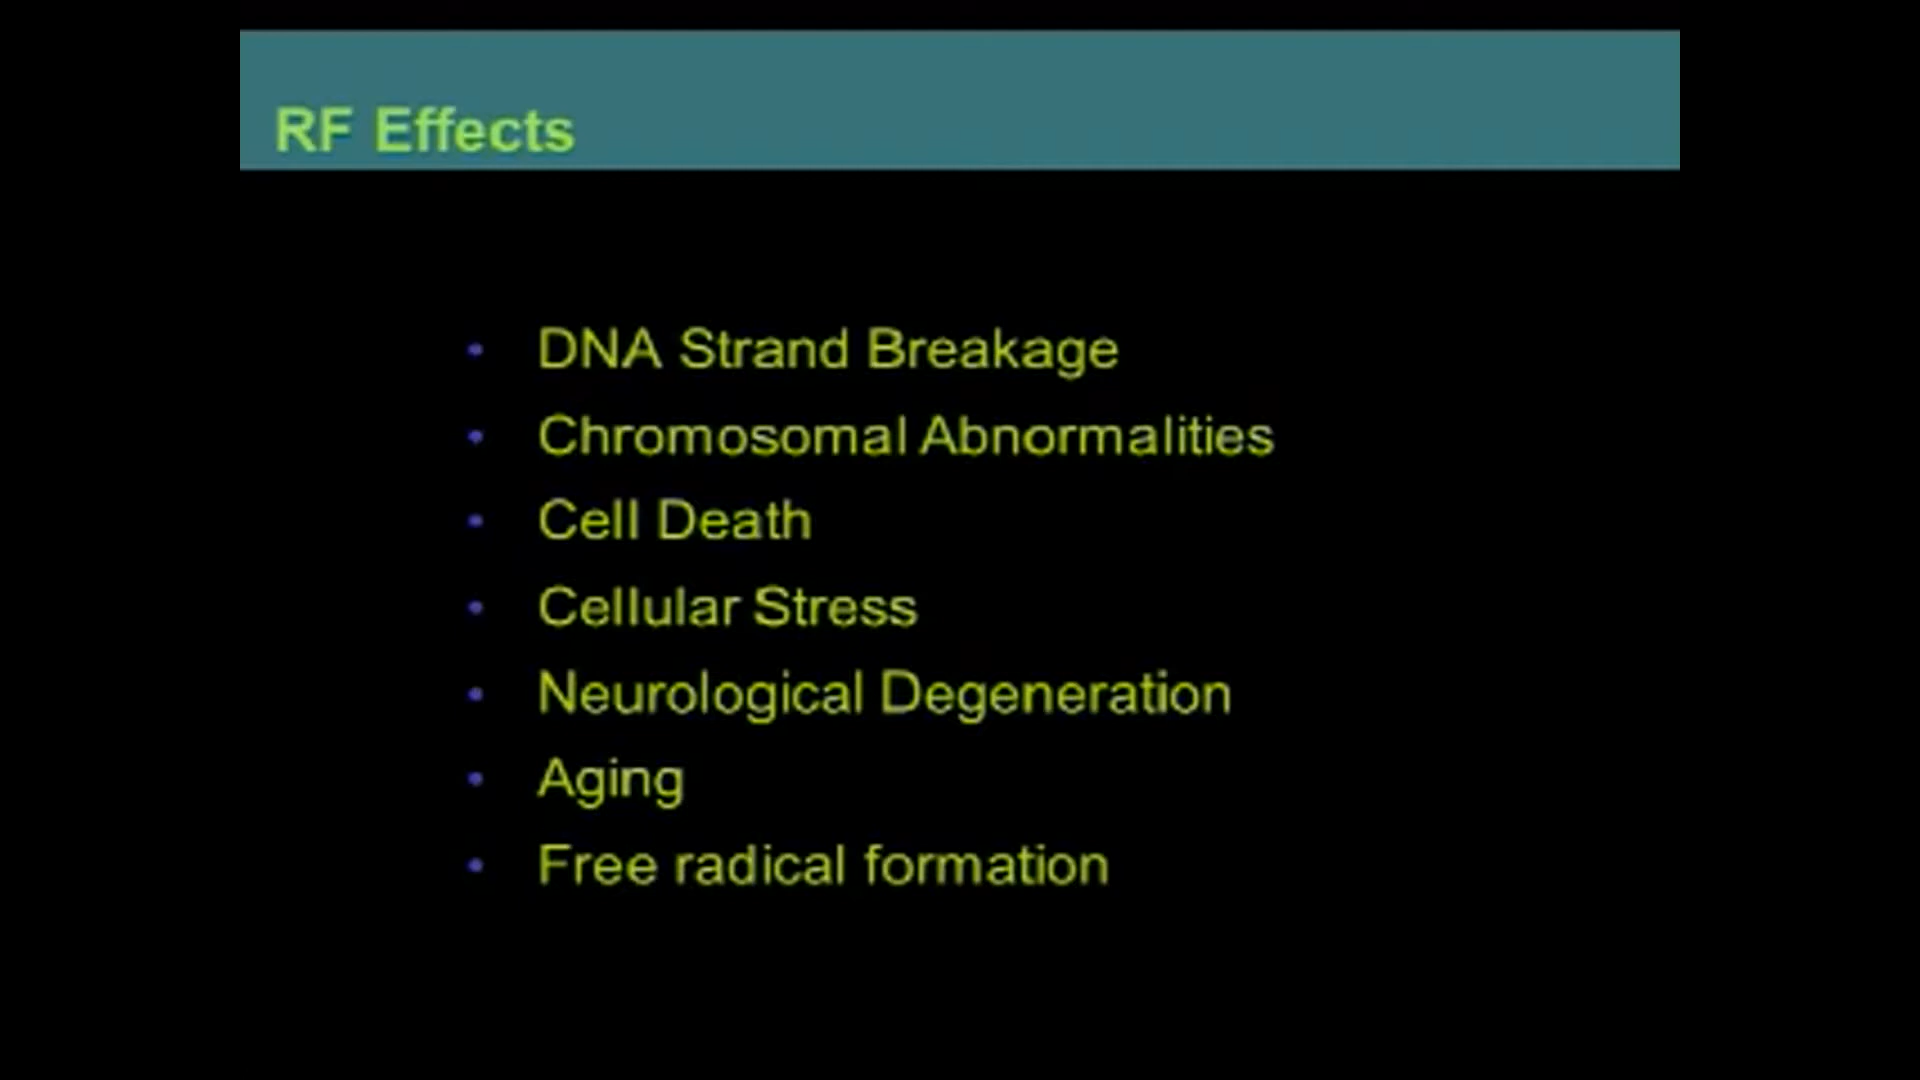 RF Effects
• DNA Strand Breakage
• Chromosomal Abnormalities
• Cell Death
• Cellular Stress
• Neurological Degeneration
• Aging
• Free radical formation